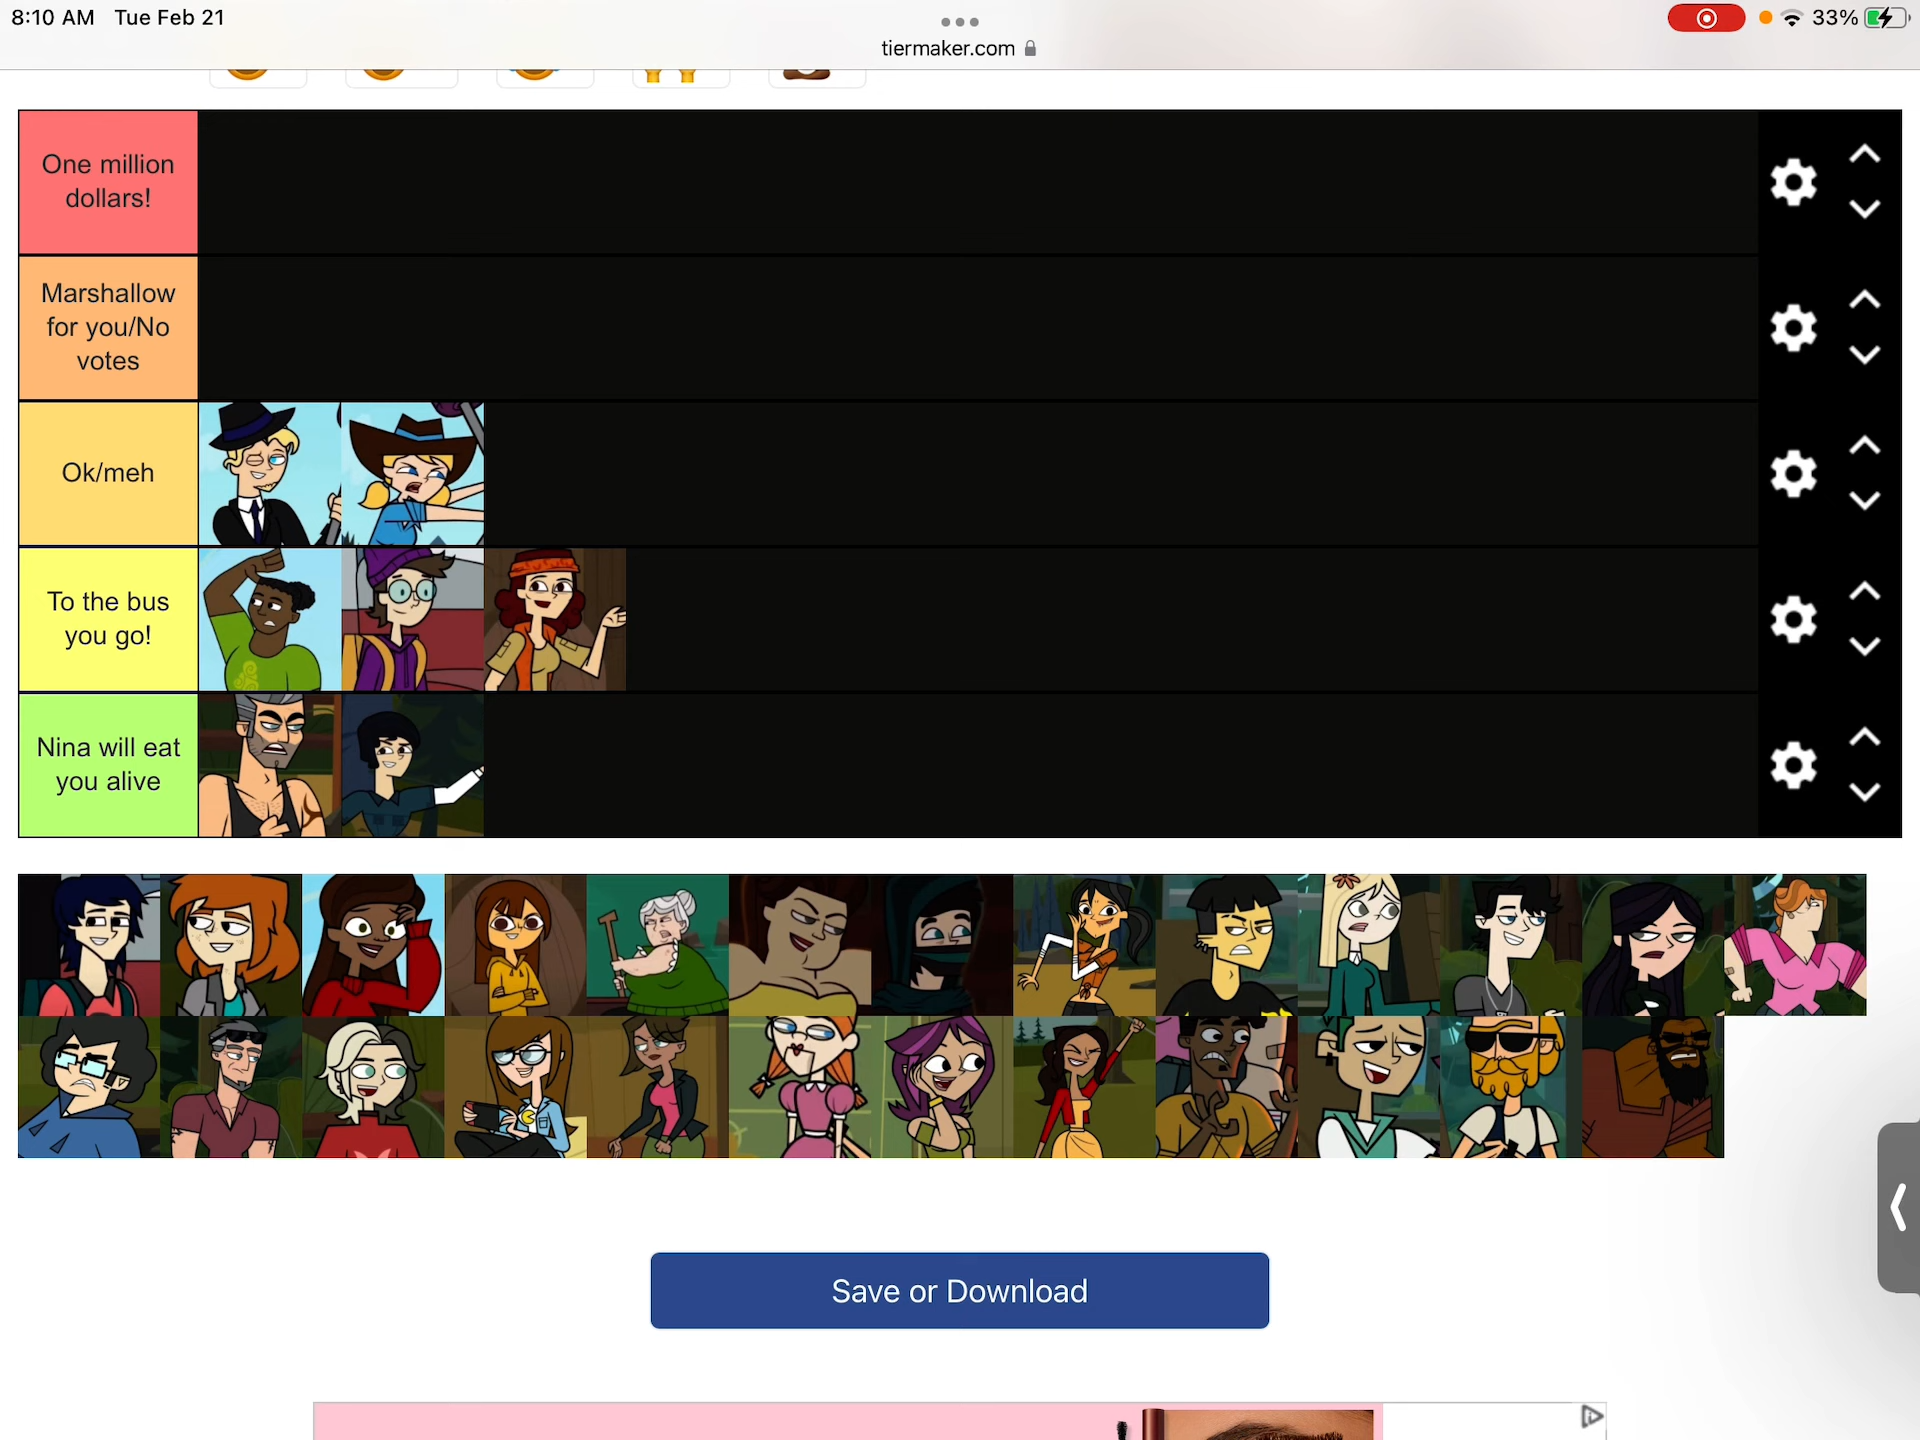 8:10 AM Tue Feb 21
33%
tiermaker.com
One million
dollars!
Marshallow
for you/No
votes
Ok/meh
To the bus
you go!
Nina will eat
you alive
Save or Download